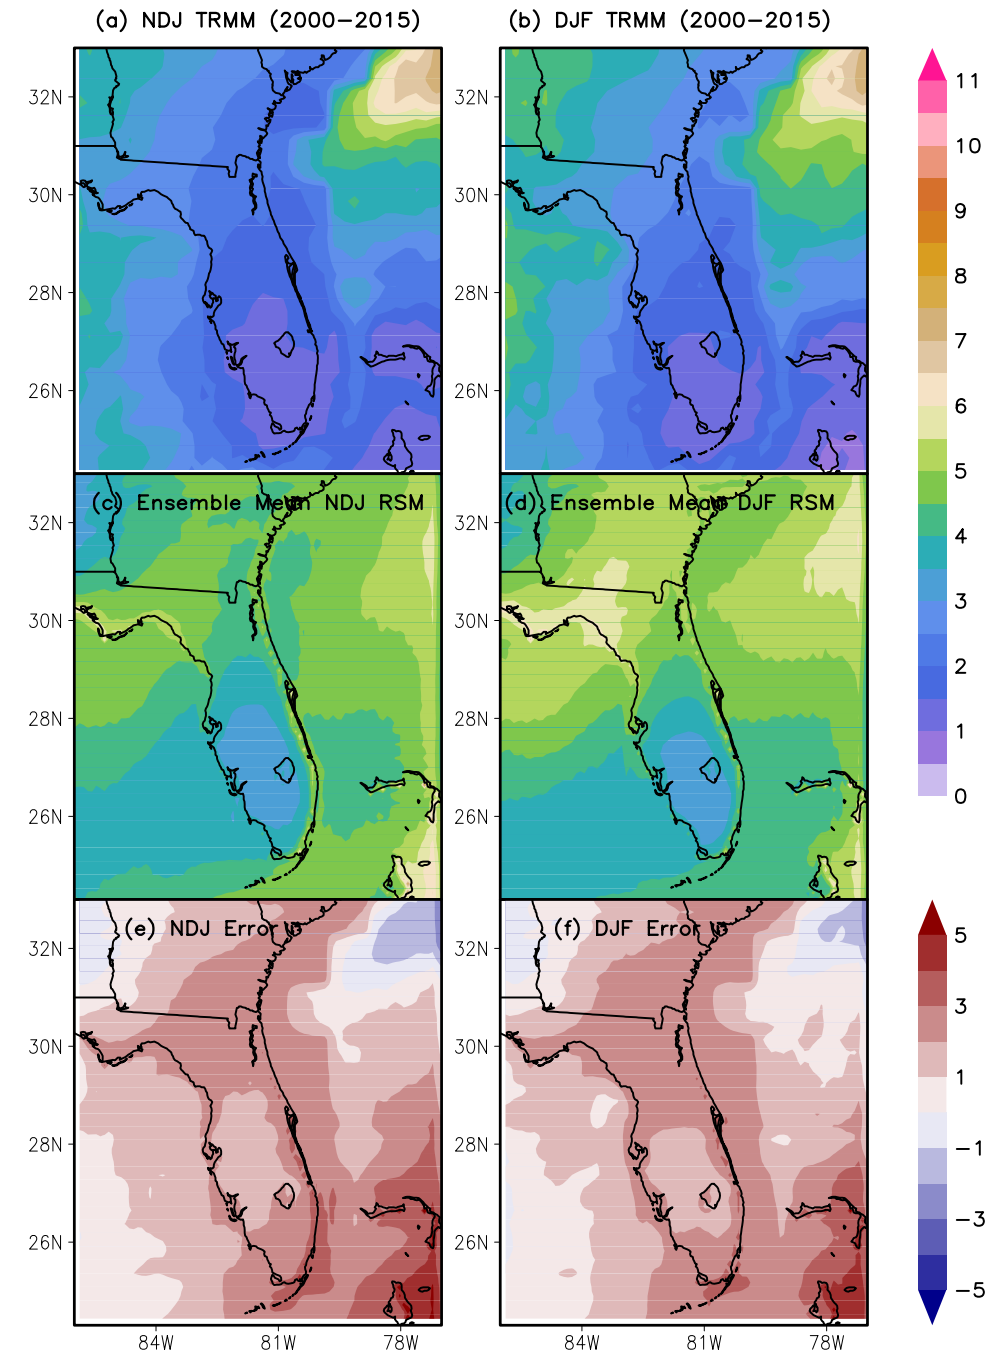 (a) NDJ TRMM (2000−2015)
(b) DJF TRMM (2000−2015)
32N
30N
28N
26N
32N
30N
28N
26N
11
10
9
8
7
6
5
4
3
2
1
0
(c) Ensemble Mean NDJ RSM
(d) Ensemble Mean DJF RSM
32N
30N
28N
26N
32N
30N
28N
26N
(e) NDJ Error
(f) DJF Error
32N
30N
28N
26N
32N
30N
28N
26N
5
3
1
−1
−3
−5
84W
81W
78W
84W
81W
78W